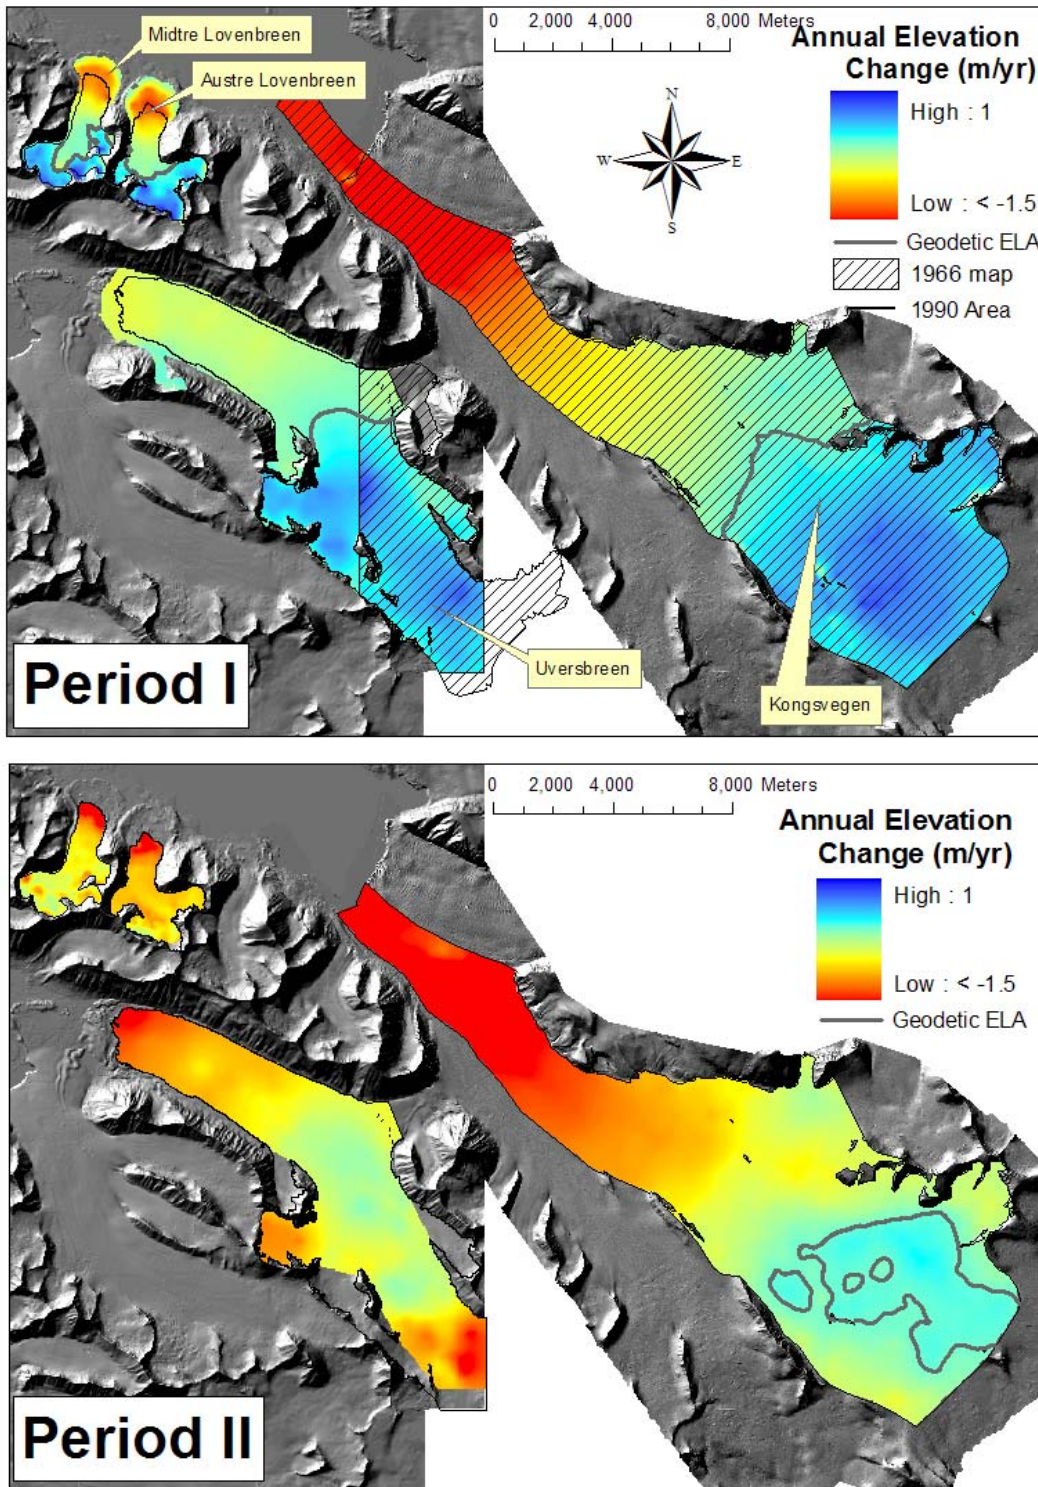 Midtre Lovenbreen
Austre Lovenbreen
0 2,000 4,000 8,000 Meters
Annual Elevation
Change (m/yr)
High : 1
Low : < -1.5
Geodetic ELA
1966 map
1990 Area
N
W E
S
Uversbreen
Kongsvegen
Period I
0 2,000 4,000 8,000 Meters
Annual Elevation
Change (m/yr)
High : 1
Low : < -1.5
Geodetic ELA
Period II